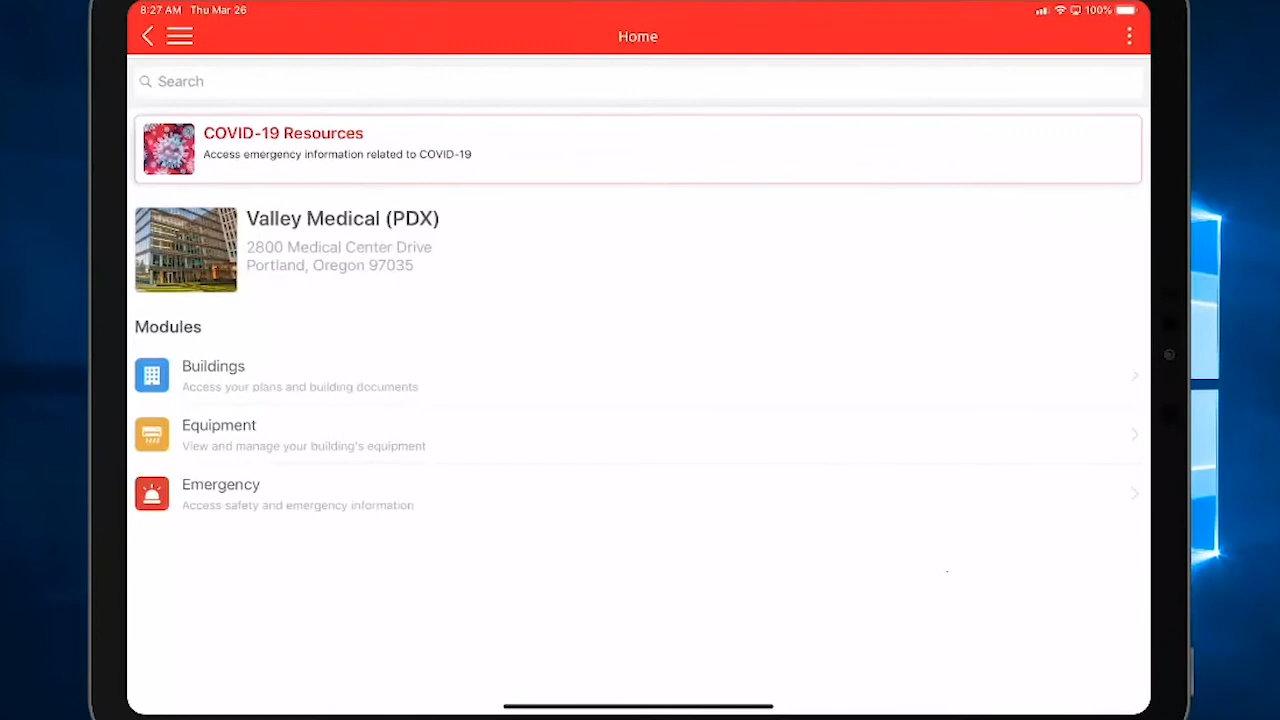 8:27 AM Thu Mar 26
100%
Home
Search
COVID-19 Resources
Access emergency information related to COVID-19
Valley Medical (PDX)
2800 Medical Center Drive
Portland, Oregon 97035
Modules
Buildings
Access your plans and building documents
Equipment
View and manage your building's equipment
Emergency
Access safety and emergency information